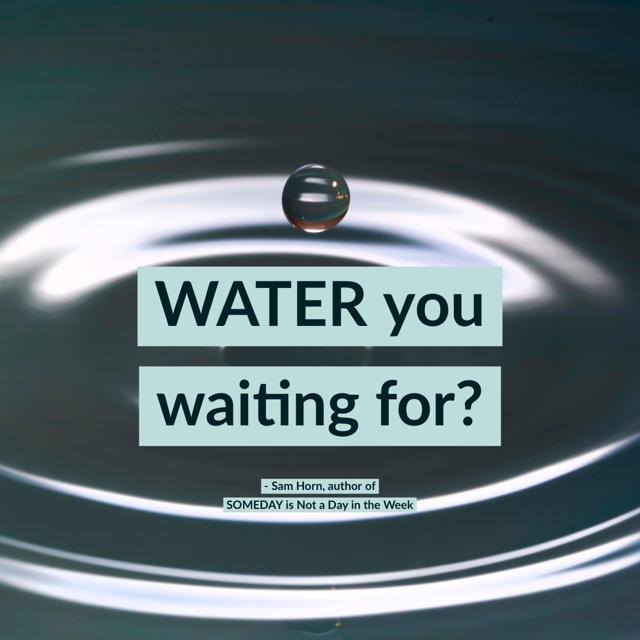 WATER you
waiting for?
- Sam Horn, author of
SOMEDAY is Not a Day in the Week